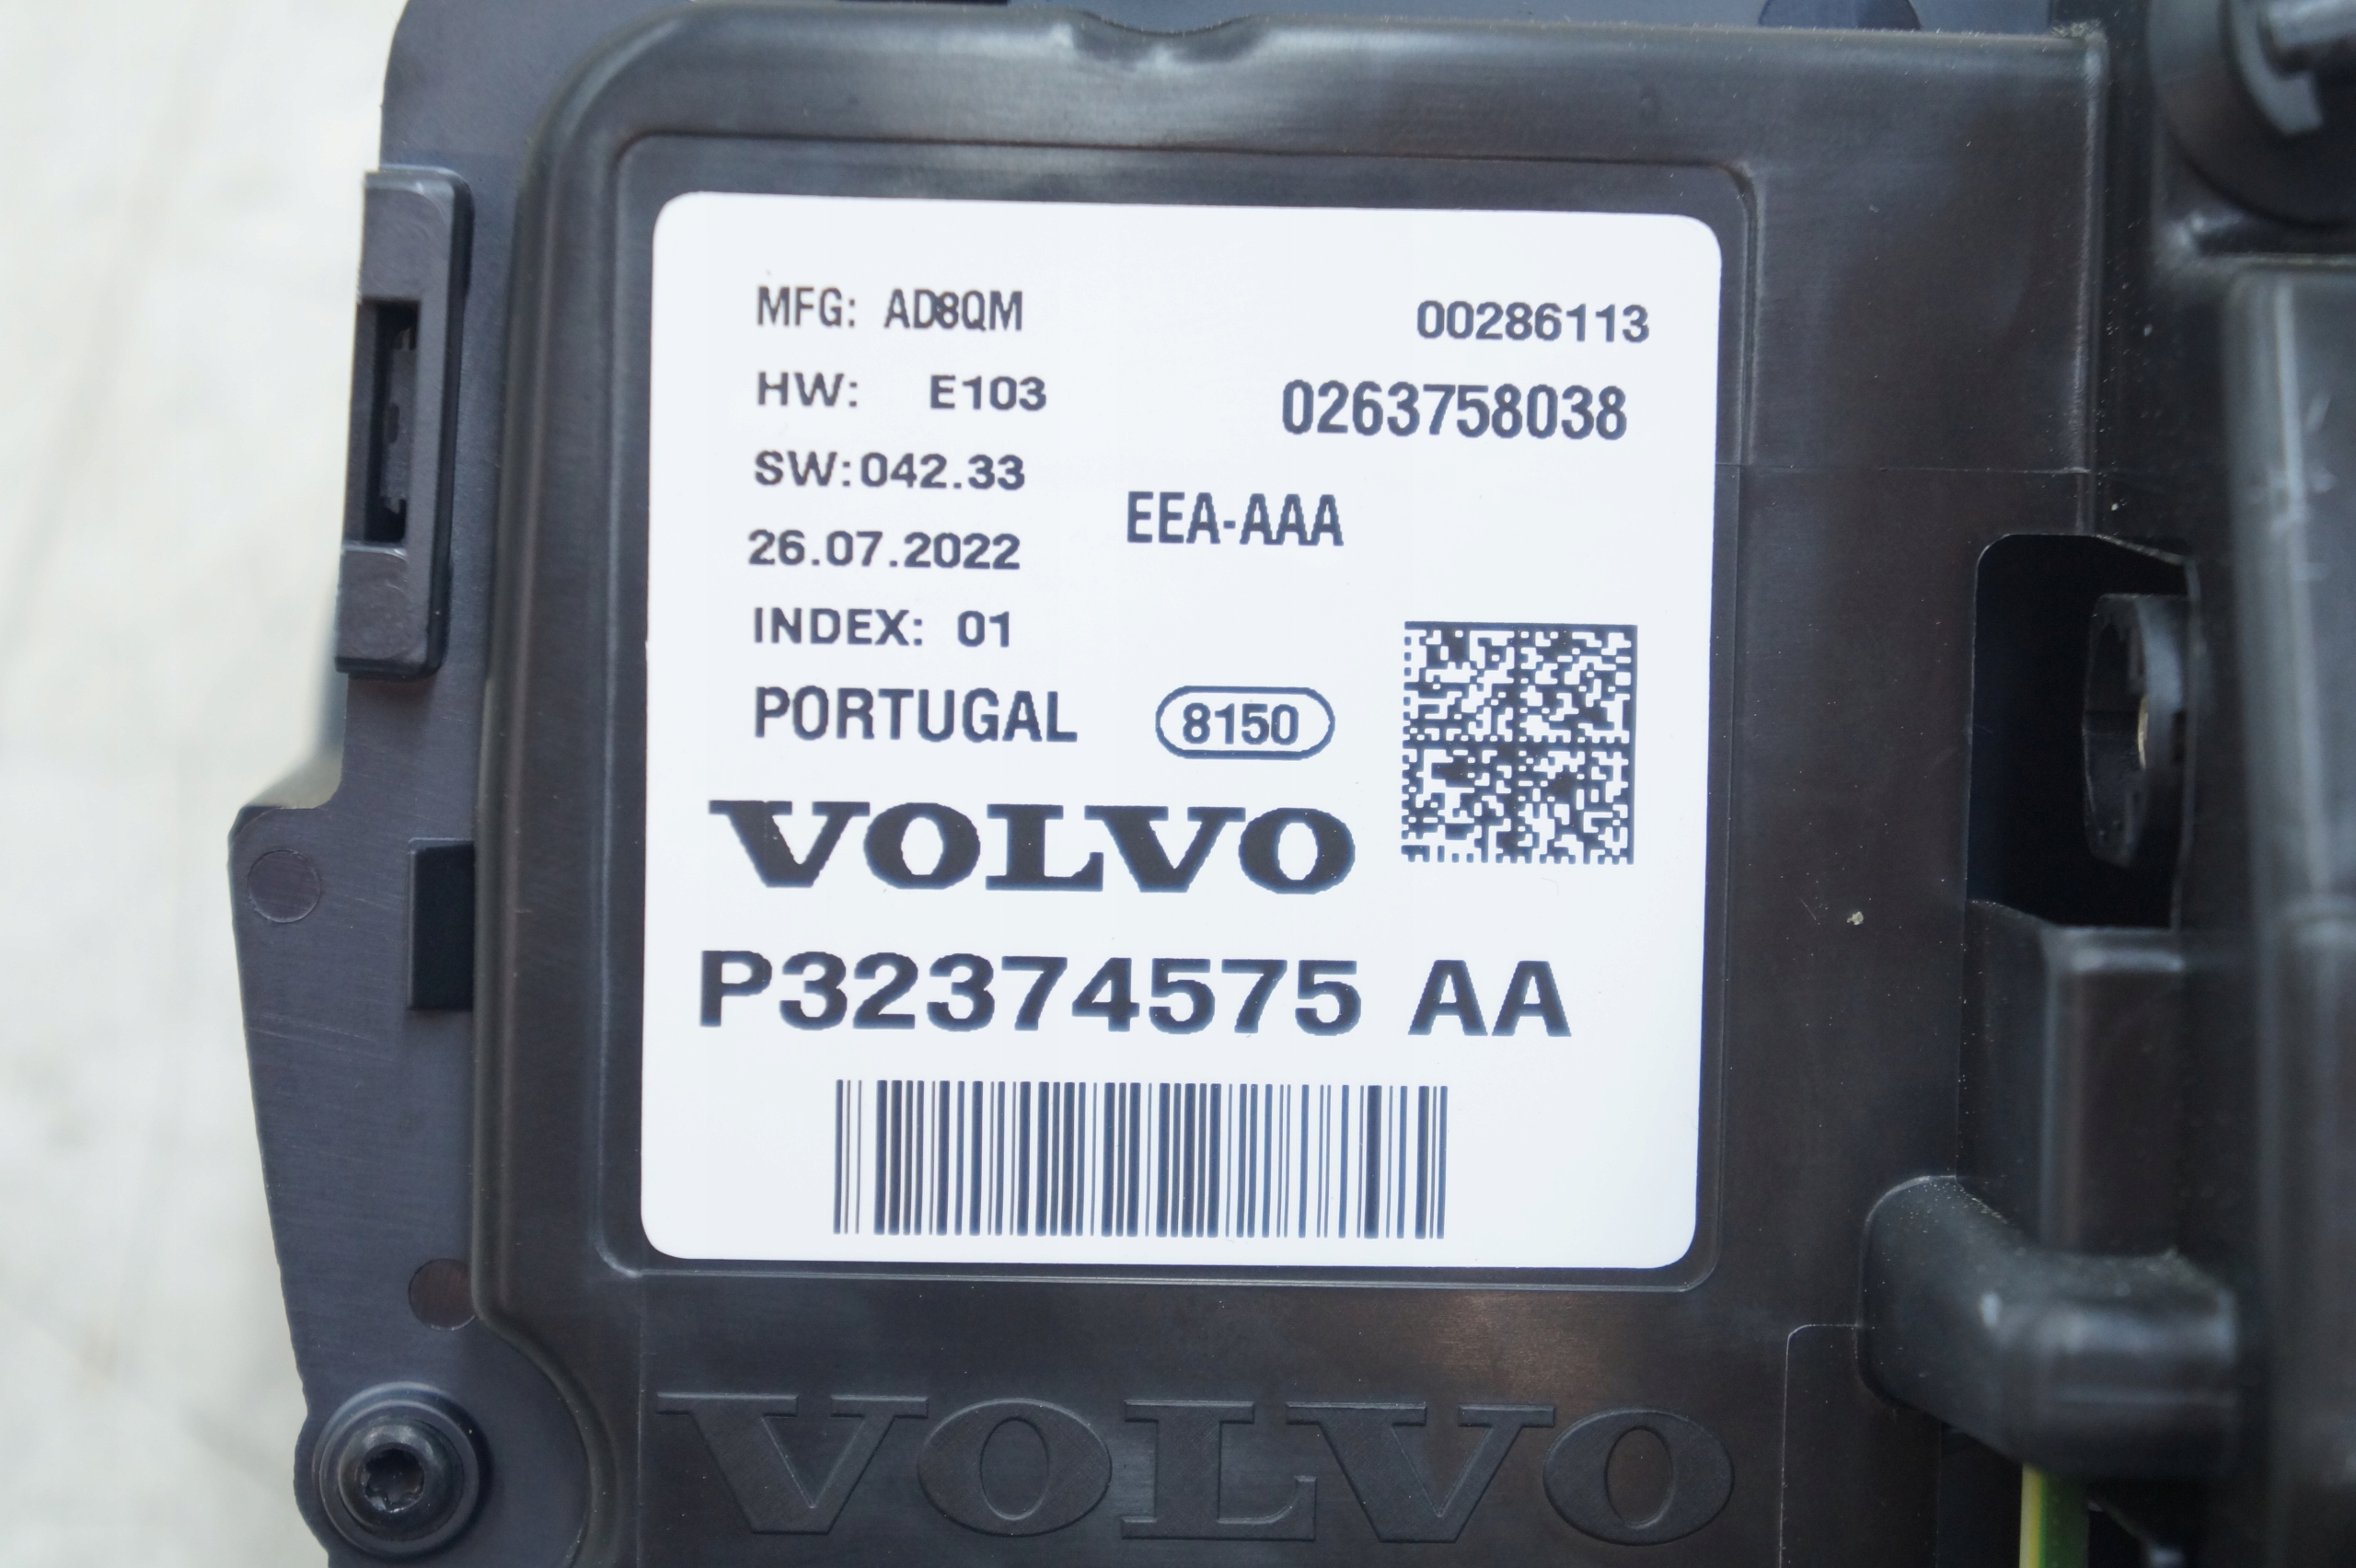 MFG: AD8QM
00286113
HW: E103
0263758038
SW:042.33
EEA-AAA
26.07.2022
INDEX: 01
PORTUGAL 8150
VOLVO
P32374575 AA
VOLVO